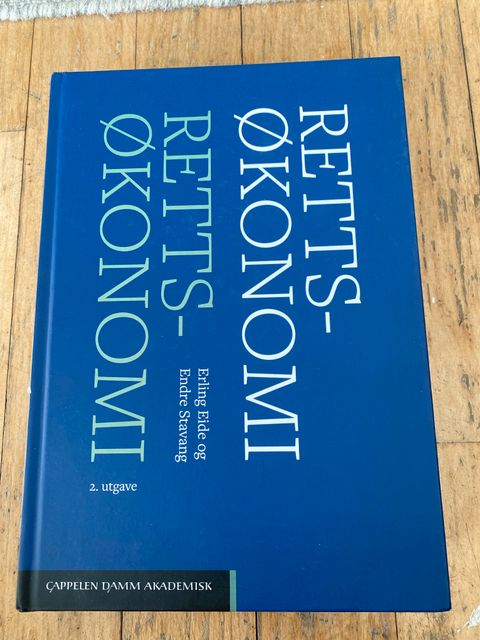 RETTS-
ØKONOMI
RETTS-
ØKONOMI
Erling Eide og
Endre Stavang
2. utgave
CAPPELEN DAMM AKADEMISK